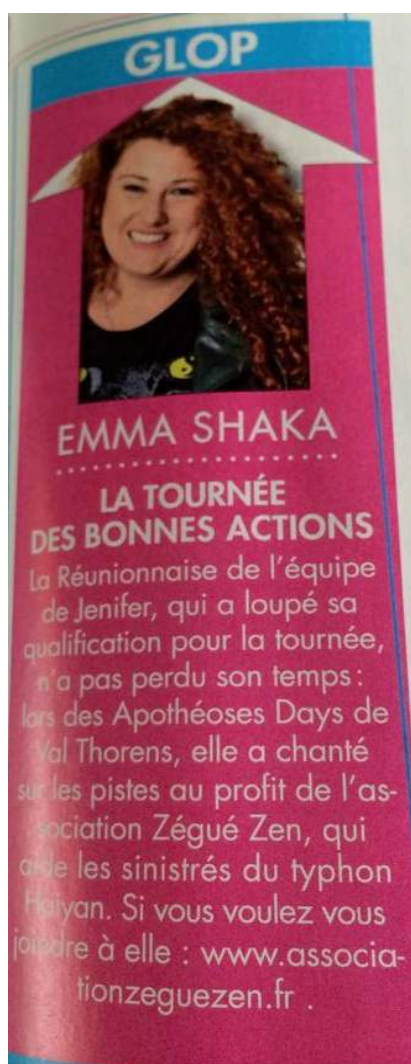 GLOP
EMMA SHAKA
LA TOURNÉE
DES BONNES ACTIONS
La Réunionnaise de l'équipe
de Jenifer, qui a loupé sa
qualification pour la tournée,
n'a pas perdu son temps :
lors des Apothéoses Days de
Val Thorens, elle a chanté
sur les pistes au profit de l'as-
sociation Zégué Zen, qui
aide les sinistrés du typhon
Haiyan. Si vous voulez vous
joindre à elle : www.associa-
tionzeguezen.fr .